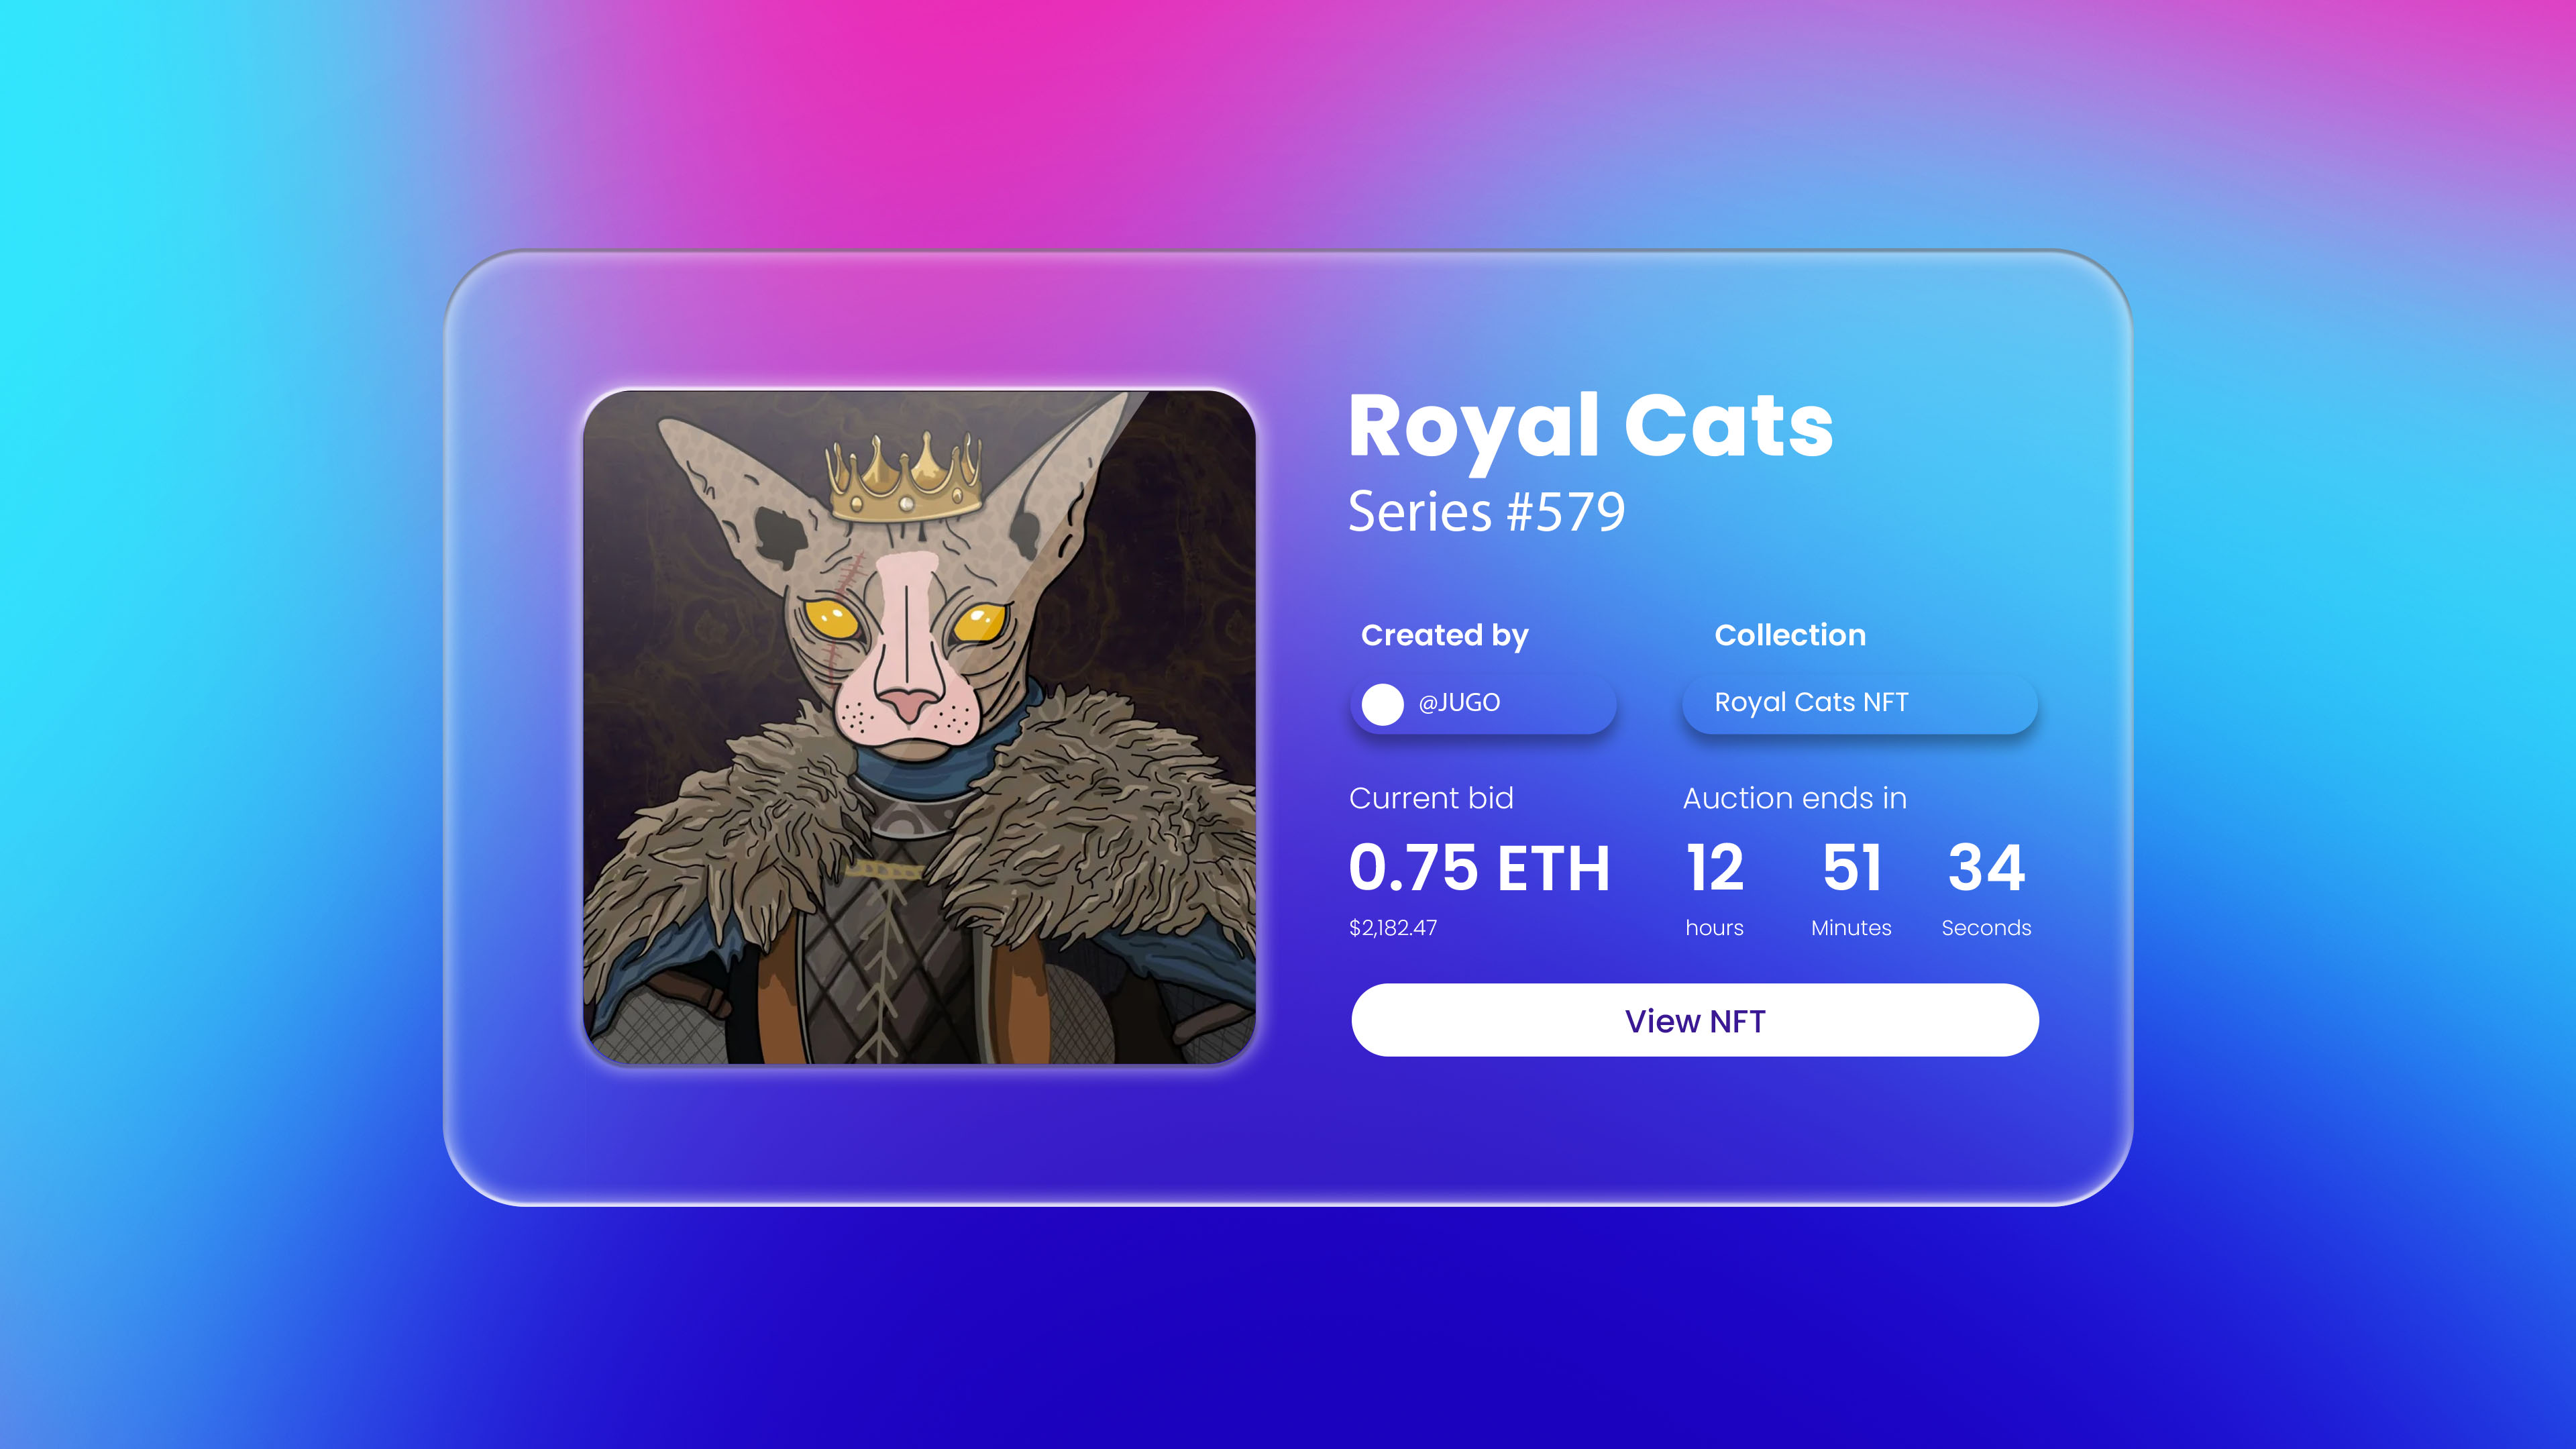 Royal Cats
Series #579
Created by
Collection
@JUGO
Royal Cats NFT
Current bid
Auction ends in
0.75 ETH
12 51 34
$2,182.47
hours Minutes Seconds
View NFT